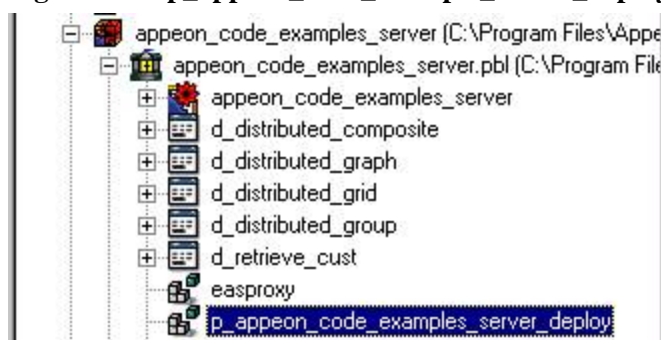 appeon_code_examples_server (C:\Program Files\Appe
appeon_code_examples_server.pbl (C:\Program File
appeon_code_examples_server
d_distributed_composite
d_distributed_graph
d_distributed_grid
d_distributed_group
d_retrieve_cust
easproxy
p_appeon_code_examples_server_deploy